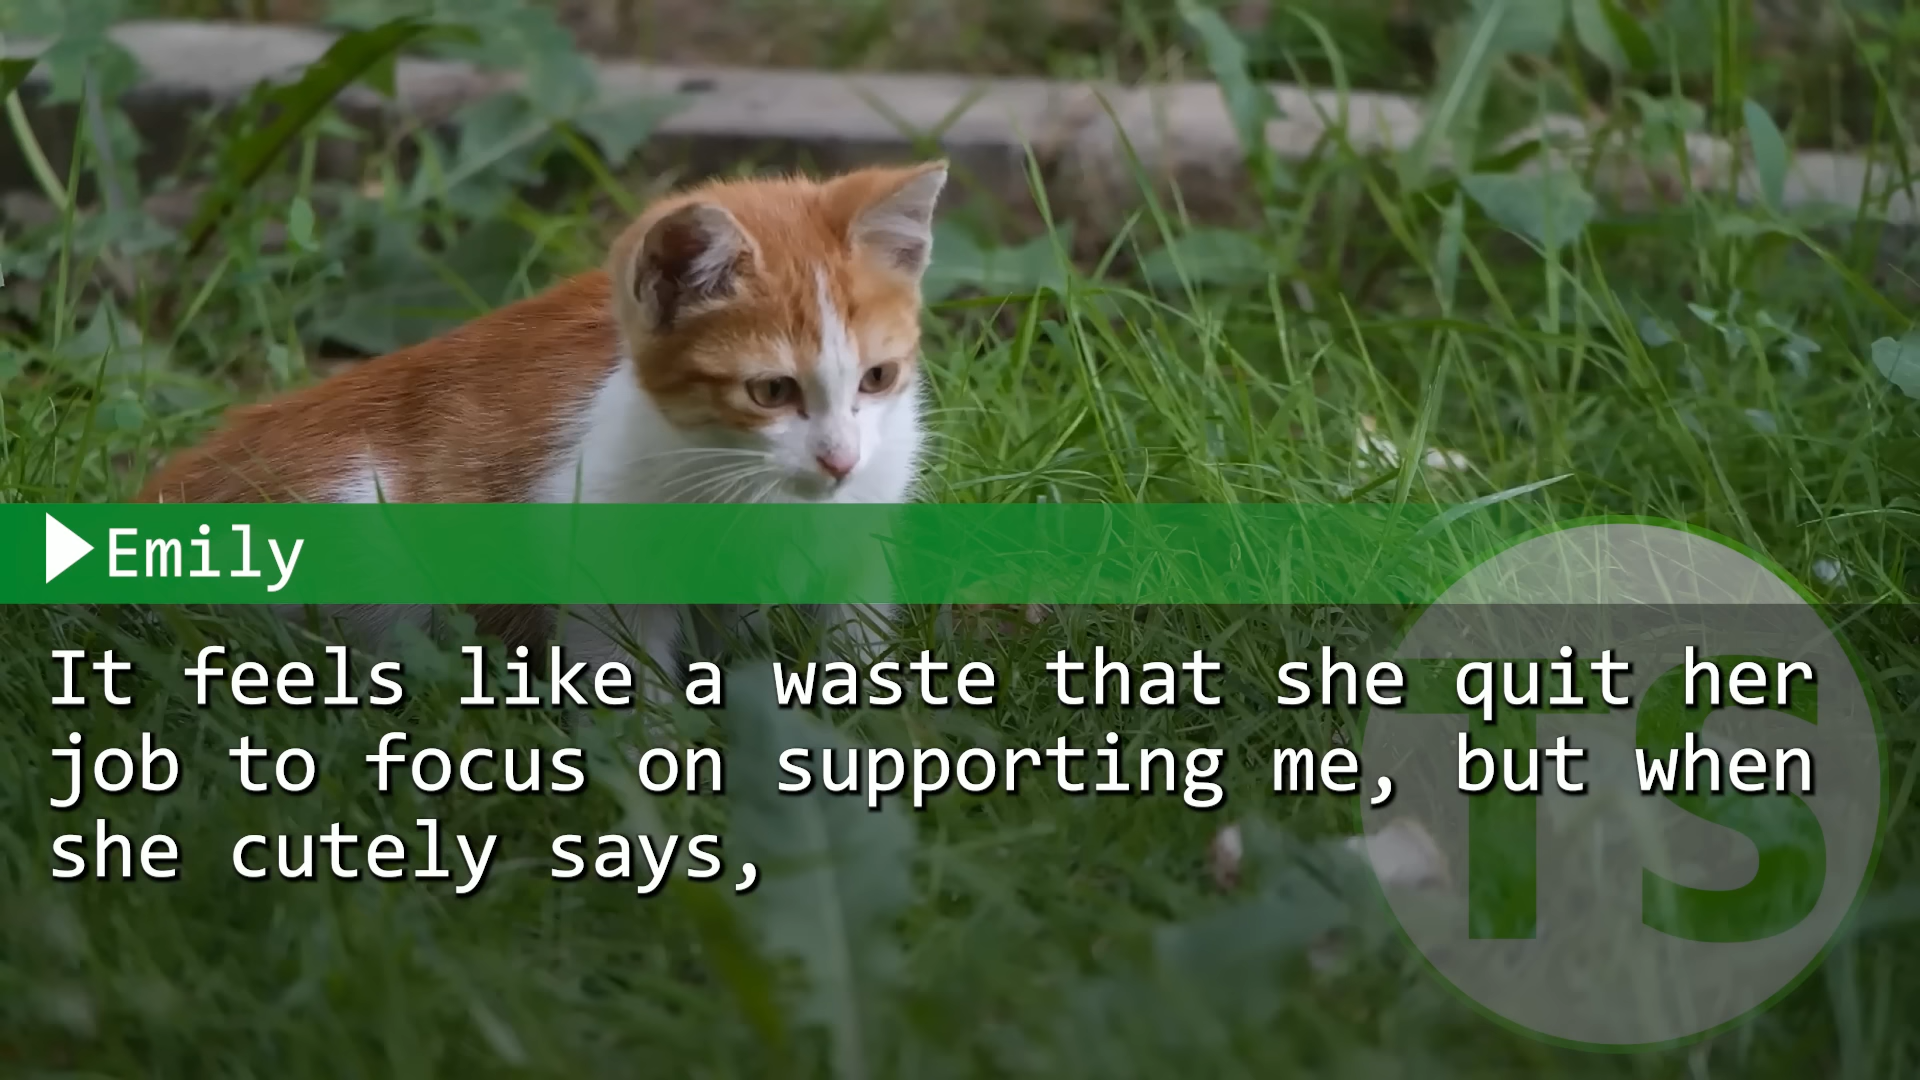 Emily
It feels like a waste that she quit her
job to focus on supporting me, but when
she cutely says,
TS